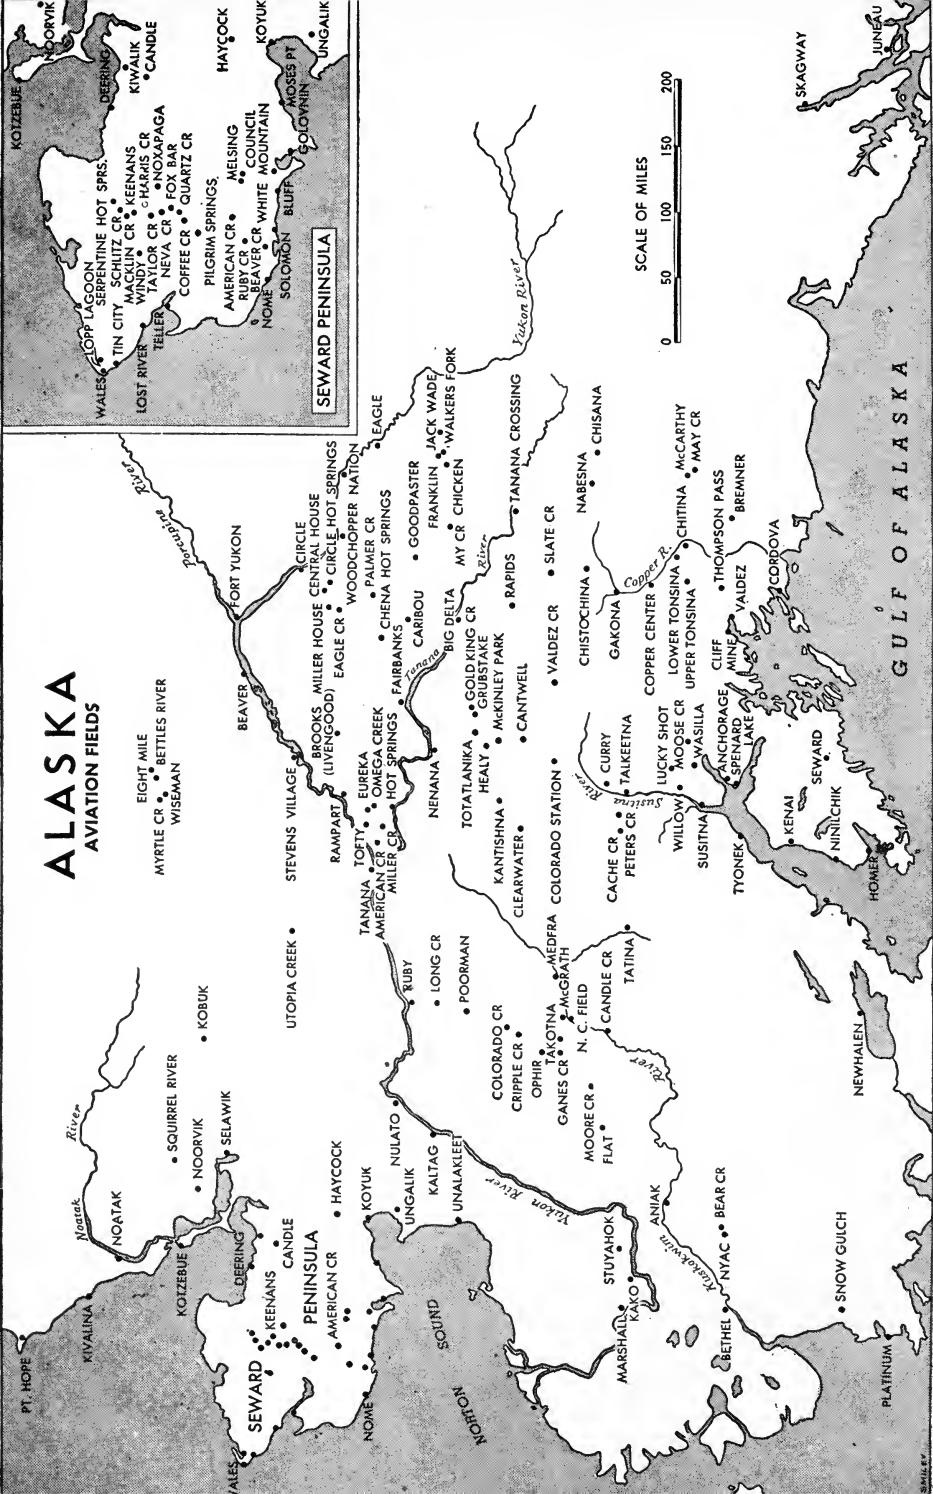 ALASKA
AVIATION FIELDS
PT. HOPE
KIVALINA
Noatak
River
NOATAK
KOTZEBUE
NOORVIK
SQUIRREL RIVER
SELAWIK
KOBUK
DEERING
CANDLE
KEENANS
SEWARD
PENINSULA
AMERICAN CR
HAYCOCK
KOYUK
UNGALIK
WALES
NOME
NORTON
SOUND
NULATO
KALTAG
UNALAKLEET
Yukon River
STUYAHOK
MARSHALL
KAKO
ANIAK
Kuskokwim
River
NYAC
BEAR CR
BETHEL
SNOW GULCH
PLATINUM
NEWHALEN
EIGHT MILE
BETTLES RIVER
MYRTLE CR
WISEMAN
UTOPIA CREEK
BEAVER
FORT YUKON
Porcupine
River
STEVENS VILLAGE
CIRCLE
CENTRAL HOUSE
MILLER HOUSE
CIRCLE HOT SPRINGS
BROOKS
(LIVENGOOD)
EAGLE CR
WOODCHOPPER
NATION
EAGLE
RAMPART
EUREKA
OMEGA CREEK
HOT SPRINGS
TOFTY
TANANA
AMERICAN CR
MILLER CR
PALMER CR
CHENA HOT SPRINGS
FAIRBANKS
CARIBOU
GOODPASTER
FRANKLIN
JACK WADE
WALKERS FORK
CHICKEN
MY CR
Tanana
River
BIG DELTA
NENANA
RUBY
LONG CR
POORMAN
TOTATLANIKA
GOLD KING CR
GRUBSTAKE
HEALY
McKINLEY PARK
KANTISHNA
CLEARWATER
CANTWELL
RAPIDS
TANANA CROSSING
Yukon River
COLORADO STATION
VALDEZ CR
SLATE CR
COLORADO CR
CRIPPLE CR
OPHIR
TAKOTNA
GANES CR
MEDFRA
McGRATH
N. C. FIELD
CANDLE CR
TATINA
MOORE CR
FLAT
CURRY
TALKEETNA
Susitna
River
CACHE CR
PETERS CR
CHISTOCHINA
GAKONA
NABESNA
CHISANA
COPPER CENTER
Copper R.
LOWER TONSINA
UPPER TONSINA
CHITINA
McCARTHY
MAY CR
THOMPSON PASS
BREMNER
LUCKY SHOT
MOOSE CR
WASILLA
WILLOW
SUSITNA
ANCHORAGE
SPENARD
LAKE
TYONEK
CLIFF
MINE
VALDEZ
CORDOVA
KENAI
NINILCHIK
SEWARD
HOMER
GULF OF ALASKA
SCALE OF MILES
0 50 100 150 200
SKAGWAY
JUNEAU
SMILEY
SEWARD PENINSULA
KOTZEBUE
NOORVIK
DEERING
KIWALIK
CANDLE
HAYCOCK
KOYUK
UNGALIK
MOSES PT
GOLOVNIN
WALES
LOPP LAGOON
TIN CITY
LOST RIVER
TELLER
SERPENTINE HOT SPRS.
SCHLITZ CR
MACKLIN CR
KEENANS
WINDY
HARRIS CR
TAYLOR CR
NOXAPAGA
NEVA CR
FOX BAR
COFFEE CR
QUARTZ CR
PILGRIM SPRINGS
AMERICAN CR
MELSING
RUBY CR
COUNCIL
BEAVER CR
WHITE MOUNTAIN
NOME
SOLOMON
BLUFF